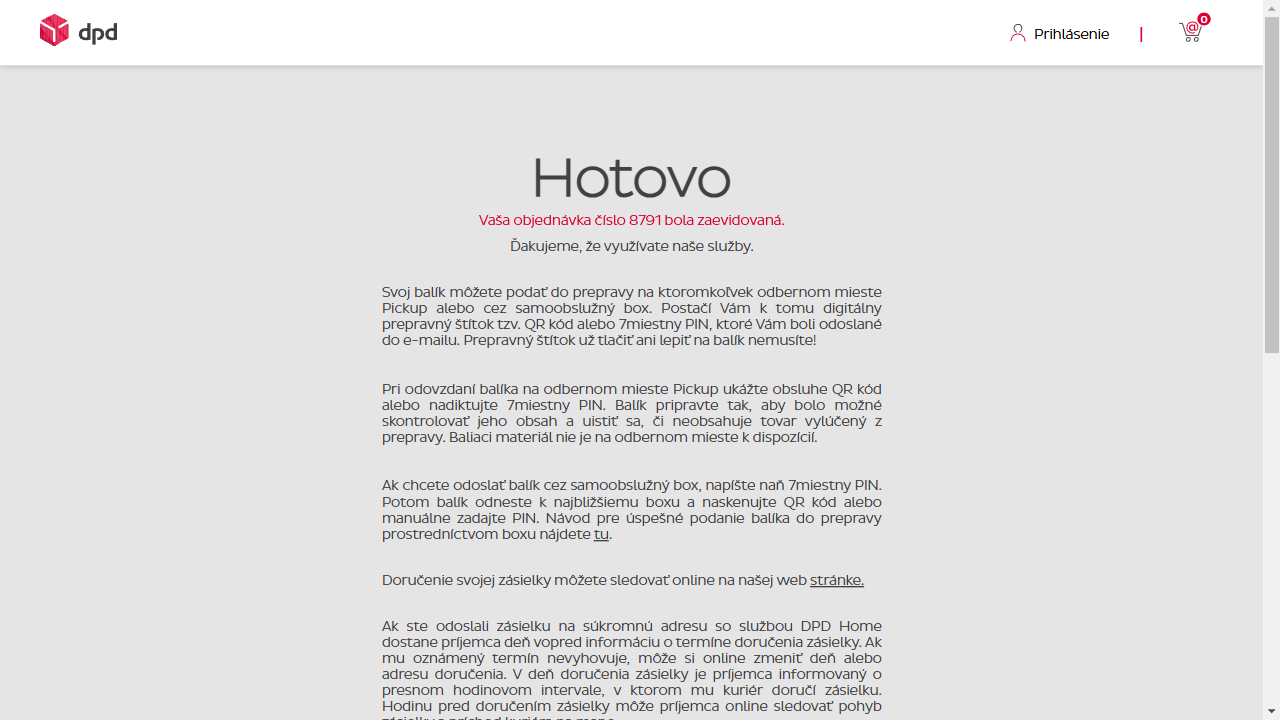 dpd
Prihlásenie
|
@
0
Hotovo
Vaša objednávka číslo 8791 bola zaevidovaná.
Ďakujeme, že využívate naše služby.
Svoj balík môžete podať do prepravy na ktoromkoľvek odbernom mieste
Pickup alebo cez samoobslužný box. Postačí Vám k tomu digitálny
prepravný štítok tzv. QR kód alebo 7miestny PIN, ktoré Vám boli odoslané
do e-mailu. Prepravný štítok už tlačiť ani lepiť na balík nemusíte!
Pri odovzdaní balíka na odbernom mieste Pickup ukážte obsluhe QR kód
alebo nadiktujte 7miestny PIN. Balík pripravte tak, aby bolo možné
skontrolovať jeho obsah a uistiť sa, či neobsahuje tovar vylúčený z
prepravy. Baliaci materiál nie je na odbernom mieste k dispozícií.
Ak chcete odoslať balík cez samoobslužný box, napíšte naň 7miestny PIN.
Potom balík odneste k najbližšiemu boxu a naskenujte QR kód alebo
manuálne zadajte PIN. Návod pre úspešné podanie balíka do prepravy
prostredníctvom boxu nájdete tu.
Doručenie svojej zásielky môžete sledovať online na našej web stránke.
Ak ste odoslali zásielku na súkromnú adresu so službou DPD Home
dostane príjemca deň vopred informáciu o termíne doručenia zásielky. Ak
mu oznámený termín nevyhovuje, môže si online zmeniť deň alebo
adresu doručenia. V deň doručenia zásielky je príjemca informovaný o
presnom hodinovom intervale, v ktorom mu kuriér doručí zásielku.
Hodinu pred doručením zásielky môže príjemca online sledovať pohyb
zásielky a príchod kuriéra na mape.